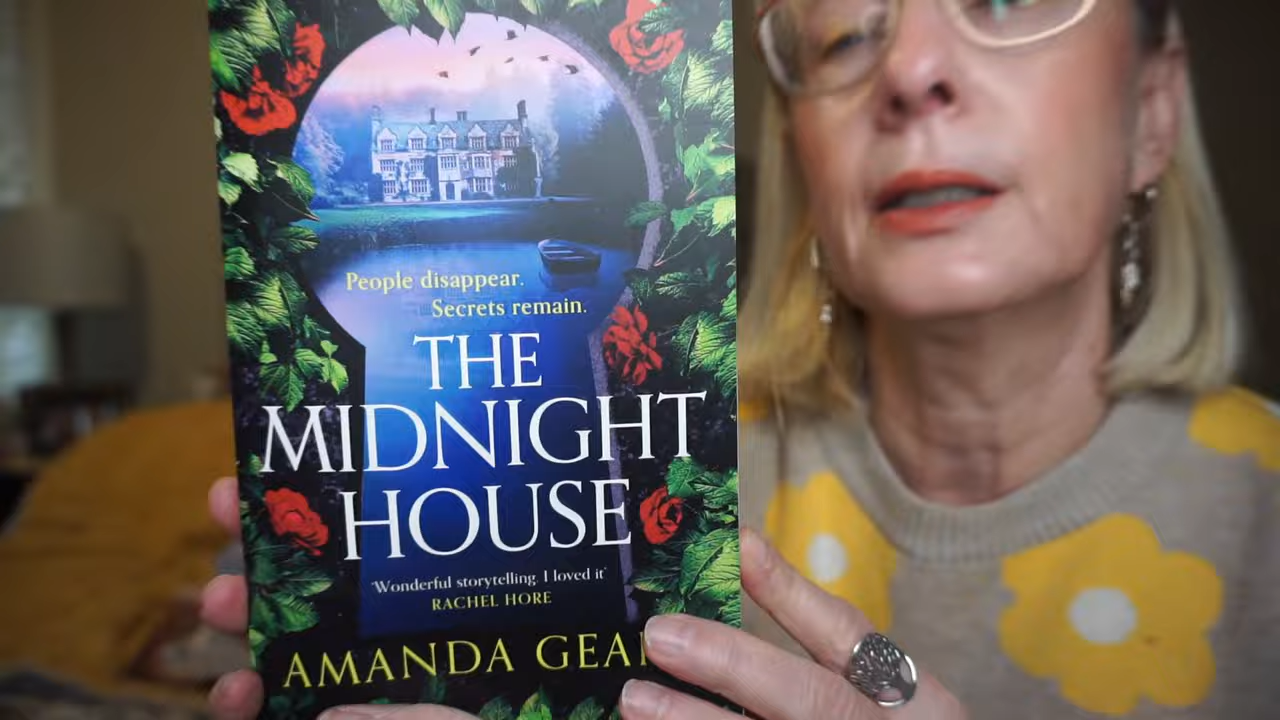 People disappear.
Secrets remain.
THE
MIDNIGHT
HOUSE
'Wonderful storytelling. I loved it'
RACHEL HORE
AMANDA